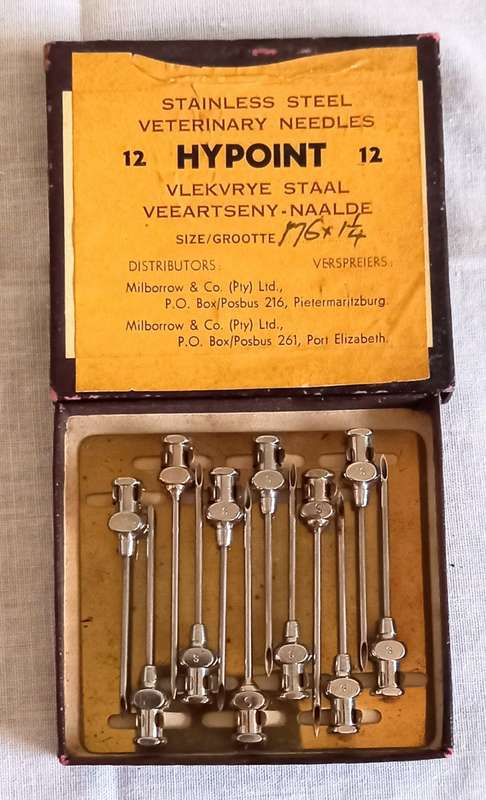 STAINLESS STEEL
VETERINARY NEEDLES
12 HYPOINT 12
VLEKVRYE STAAL
VEEARTSENY-NAALDE
SIZE/GROOTTE 17G x 1¼
DISTRIBUTORS: VERSPREIERS:
Milborrow & Co. (Pty) Ltd.,
P.O. Box/Posbus 216, Pietermaritzburg.
Milborrow & Co. (Pty) Ltd.,
P.O. Box/Posbus 261, Port Elizabeth.